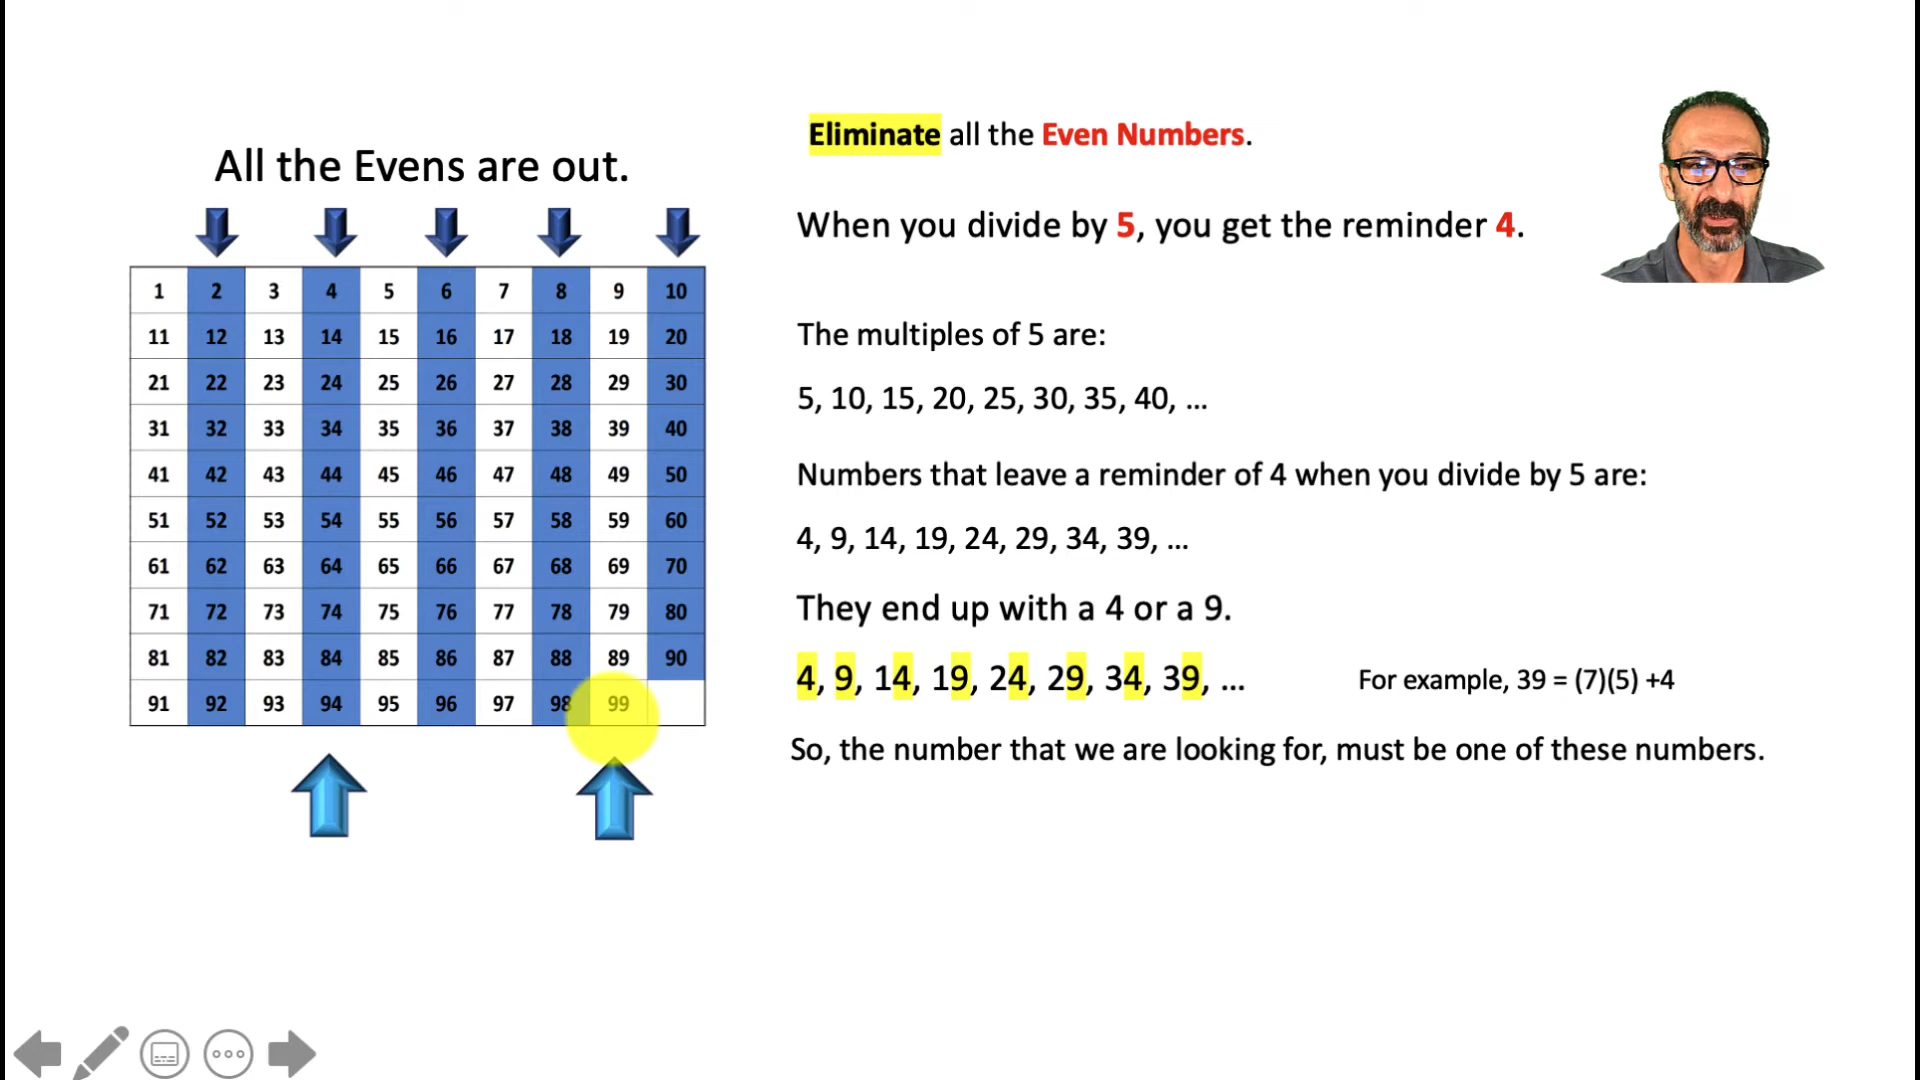 All the Evens are out.
1 2 3 4 5 6 7 8 9 10
11 12 13 14 15 16 17 18 19 20
21 22 23 24 25 26 27 28 29 30
31 32 33 34 35 36 37 38 39 40
41 42 43 44 45 46 47 48 49 50
51 52 53 54 55 56 57 58 59 60
61 62 63 64 65 66 67 68 69 70
71 72 73 74 75 76 77 78 79 80
81 82 83 84 85 86 87 88 89 90
91 92 93 94 95 96 97 98 99
Eliminate all the Even Numbers.
When you divide by 5, you get the reminder 4.
The multiples of 5 are:
5, 10, 15, 20, 25, 30, 35, 40, ...
Numbers that leave a reminder of 4 when you divide by 5 are:
4, 9, 14, 19, 24, 29, 34, 39, ...
They end up with a 4 or a 9.
4, 9, 14, 19, 24, 29, 34, 39, ...
For example, 39 = (7)(5) +4
So, the number that we are looking for, must be one of these numbers.